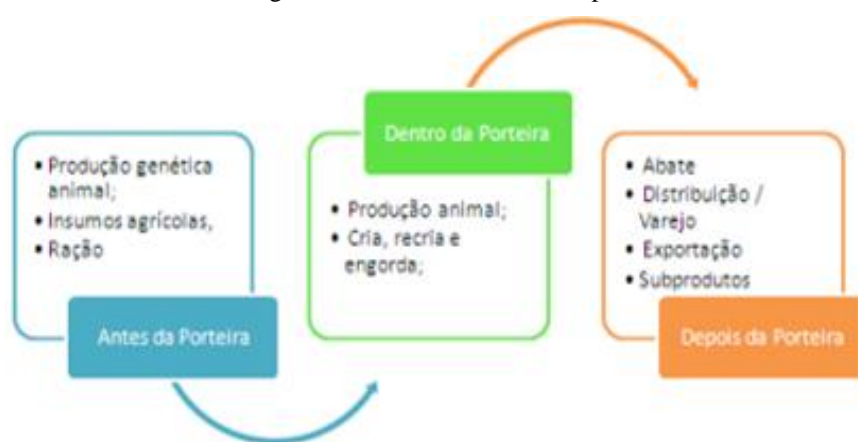 Dentro da Porteira
• Produção genética
animal;
• Insumos agrícolas,
• Ração
Antes da Porteira
• Produção animal;
• Cria, recria e
engorda;
• Abate
• Distribuição /
Varejo
• Exportação
• Subprodutos
Depois da Porteira